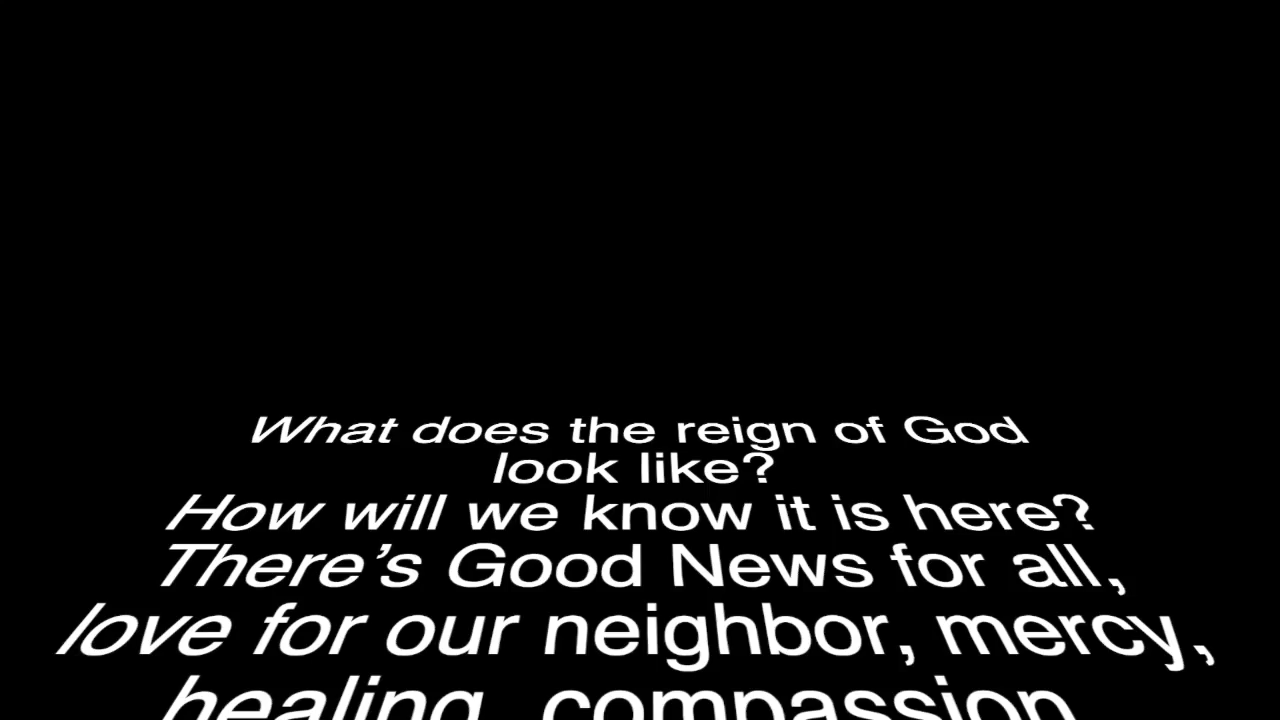 What does the reign of God
look like?
How will we know it is here?
There’s Good News for all,
love for our neighbor, mercy,
healing, compassion